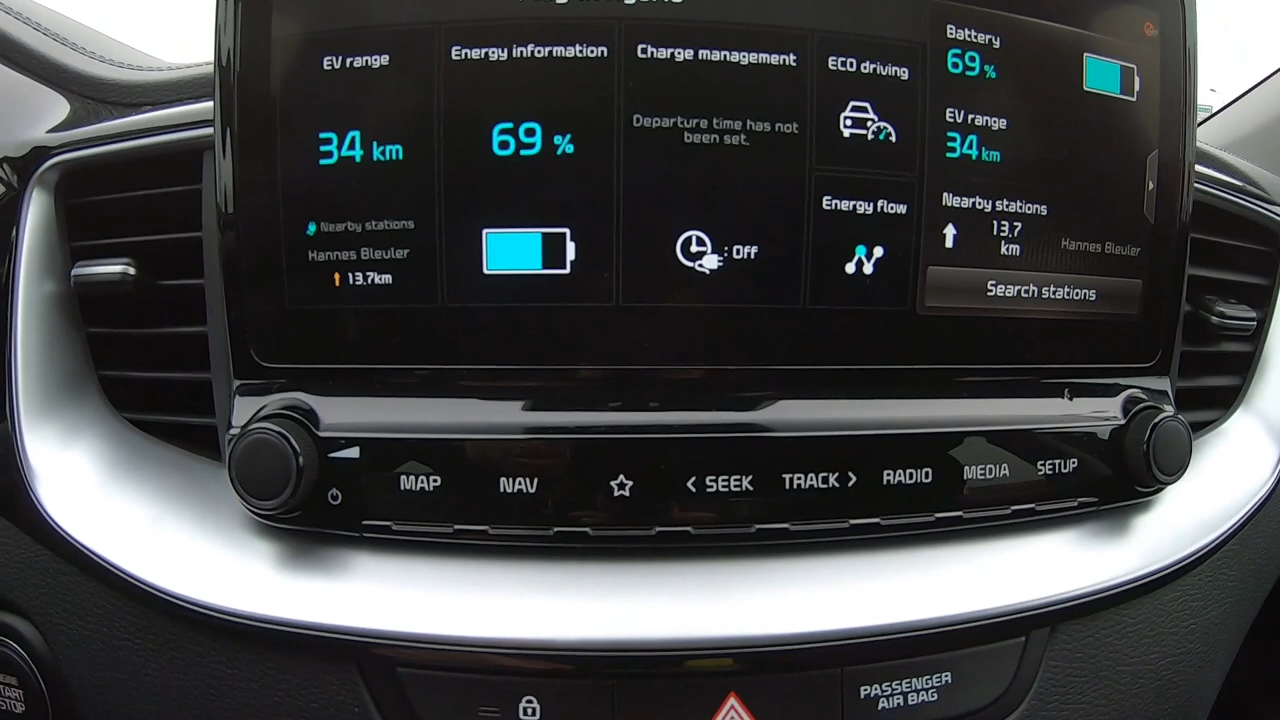 EV range
34 km
Nearby stations
Hannes Bleuler
13.7km
Energy information
69 %
Charge management
Departure time has not
been set.
: Off
ECO driving
Energy flow
Battery
69 %
EV range
34 km
Nearby stations
13.7
km
Hannes Bleuler
Search stations
MAP
NAV
< SEEK
TRACK >
RADIO
MEDIA
SETUP
PASSENGER
AIR BAG
START
STOP